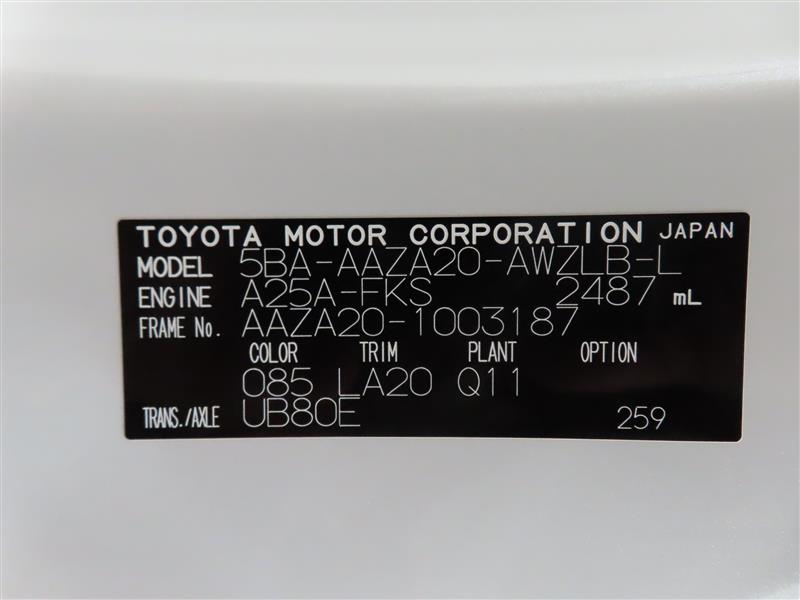 TOYOTA MOTOR CORPORATION JAPAN
MODEL 5BA-AAZA20-AWZLB-L
ENGINE A25A-FKS 2487 mL
FRAME No. AAZA20-1003187
COLOR TRIM PLANT OPTION
085 LA20 Q11
TRANS./AXLE UB80E 259